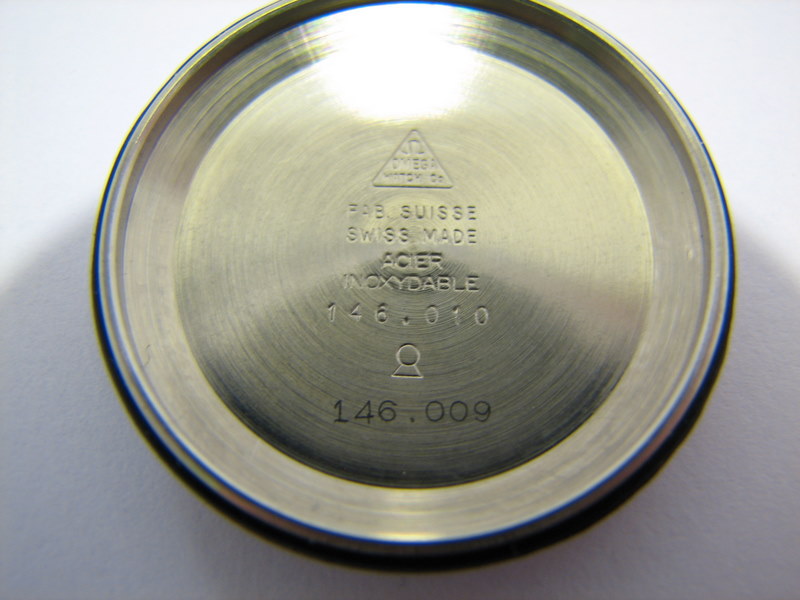 Ω
OMEGA
WATCH Co
FAB. SUISSE
SWISS MADE
ACIER
INOXYDABLE
146.010
146.009